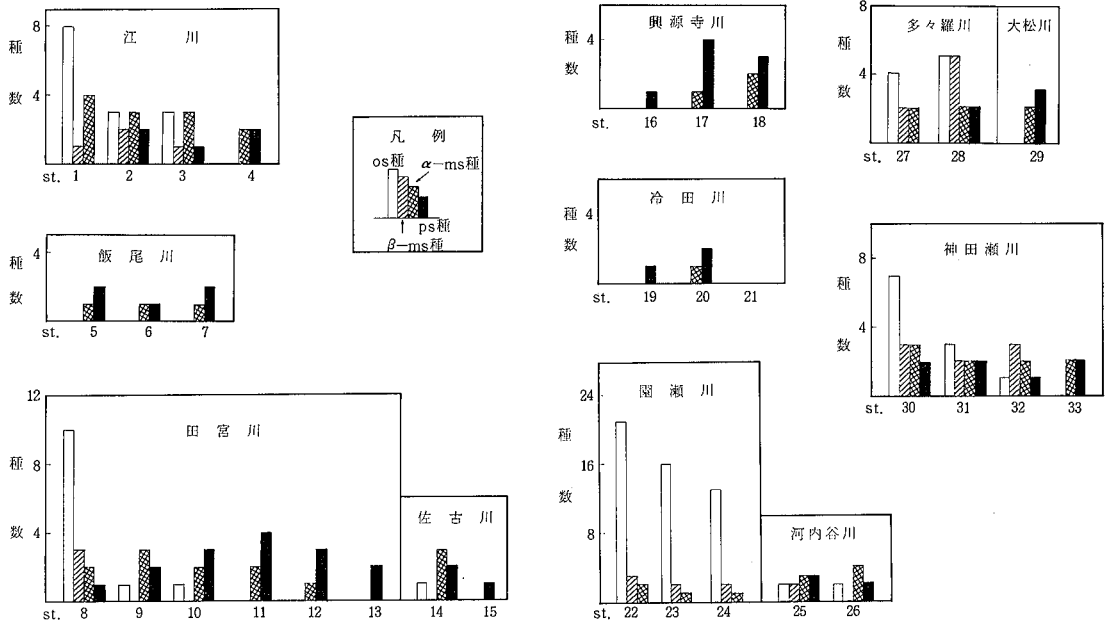 江川
種数
8
4
st. 1 2 3 4
凡例
os種
α－ms種
ps種
β－ms種
飯尾川
種数
4
st. 5 6 7
田宮川
種数
12
8
4
st. 8 9 10 11 12 13
佐古川
14 15
興源寺川
種数
4
st. 16 17 18
冷田川
種数
4
st. 19 20 21
園瀬川
種数
24
16
8
st. 22 23 24
河内谷川
25 26
多々羅川
大松川
種数
8
4
st. 27 28 29
神田瀬川
種数
8
4
st. 30 31 32 33